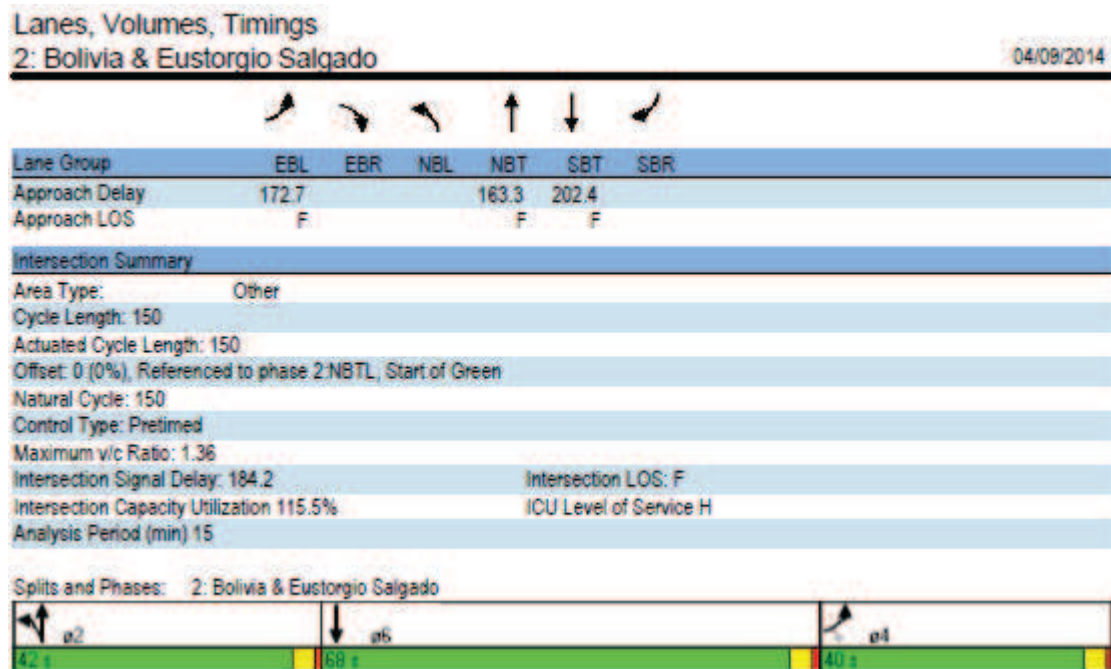 Lanes, Volumes, Timings
2: Bolivia & Eustorgio Salgado 04/09/2014
Lane Group EBL EBR NBL NBT SBT SBR
Approach Delay 172.7 163.3 202.4
Approach LOS F F F
Intersection Summary
Area Type: Other
Cycle Length: 150
Actuated Cycle Length: 150
Offset: 0 (0%), Referenced to phase 2:NBTL, Start of Green
Natural Cycle: 150
Control Type: Pretimed
Maximum v/c Ratio: 1.36
Intersection Signal Delay: 184.2 Intersection LOS: F
Intersection Capacity Utilization 115.5% ICU Level of Service H
Analysis Period (min) 15
Splits and Phases: 2: Bolivia & Eustorgio Salgado
ø2 ø6 ø4
42 s 68 s 40 s